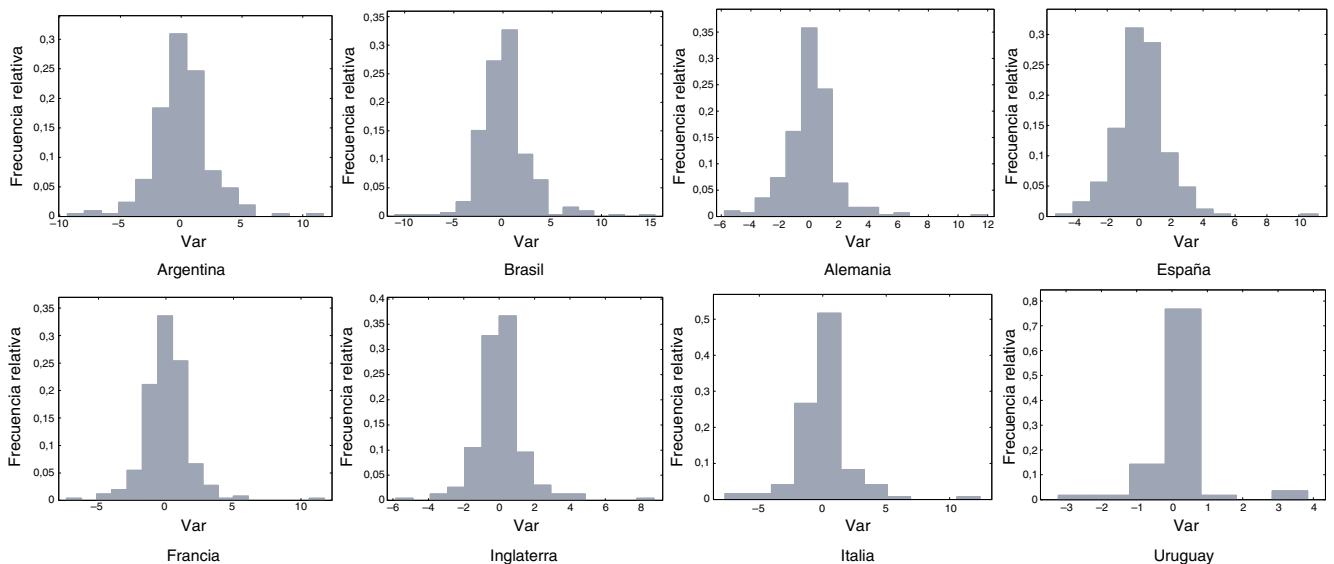 Frecuencia relativa
0,3
0,25
0,2
0,15
0,1
0,05
0
−10 −5 0 5 10
Var
Argentina
Frecuencia relativa
0,35
0,3
0,25
0,2
0,15
0,1
0,05
0
−10 −5 0 5 10 15
Var
Brasil
Frecuencia relativa
0,35
0,3
0,25
0,2
0,15
0,1
0,05
0
−6 −4 −2 0 2 4 6 8 10 12
Var
Alemania
Frecuencia relativa
0,3
0,25
0,2
0,15
0,1
0,05
0
−4 −2 0 2 4 6 8 10
Var
España
Frecuencia relativa
0,35
0,3
0,25
0,2
0,15
0,1
0,05
0
−5 0 5 10
Var
Francia
Frecuencia relativa
0,4
0,35
0,3
0,25
0,2
0,15
0,1
0,05
0
−6 −4 −2 0 2 4 6 8
Var
Inglaterra
Frecuencia relativa
0,5
0,4
0,3
0,2
0,1
0
−5 0 5 10
Var
Italia
Frecuencia relativa
0,8
0,7
0,6
0,5
0,4
0,3
0,2
0,1
0
−3 −2 −1 0 1 2 3 4
Var
Uruguay